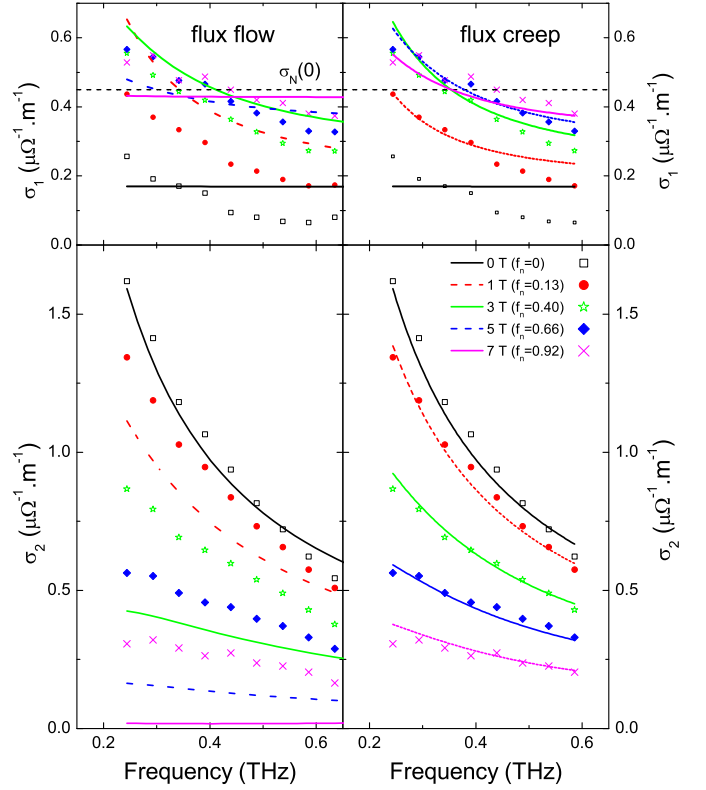 flux flow
flux creep
σN(0)
0.6
0.4
0.2
0.0
σ1 (μΩ-1.m-1)
0.6
0.4
0.2
0.0
σ1 (μΩ-1.m-1)
0 T (fn=0)
1 T (fn=0.13)
3 T (fn=0.40)
5 T (fn=0.66)
7 T (fn=0.92)
1.5
1.0
0.5
0.0
σ2 (μΩ-1.m-1)
1.5
1.0
0.5
0.0
σ2 (μΩ-1.m-1)
0.2 0.4 0.6 0.2 0.4 0.6
Frequency (THz) Frequency (THz)